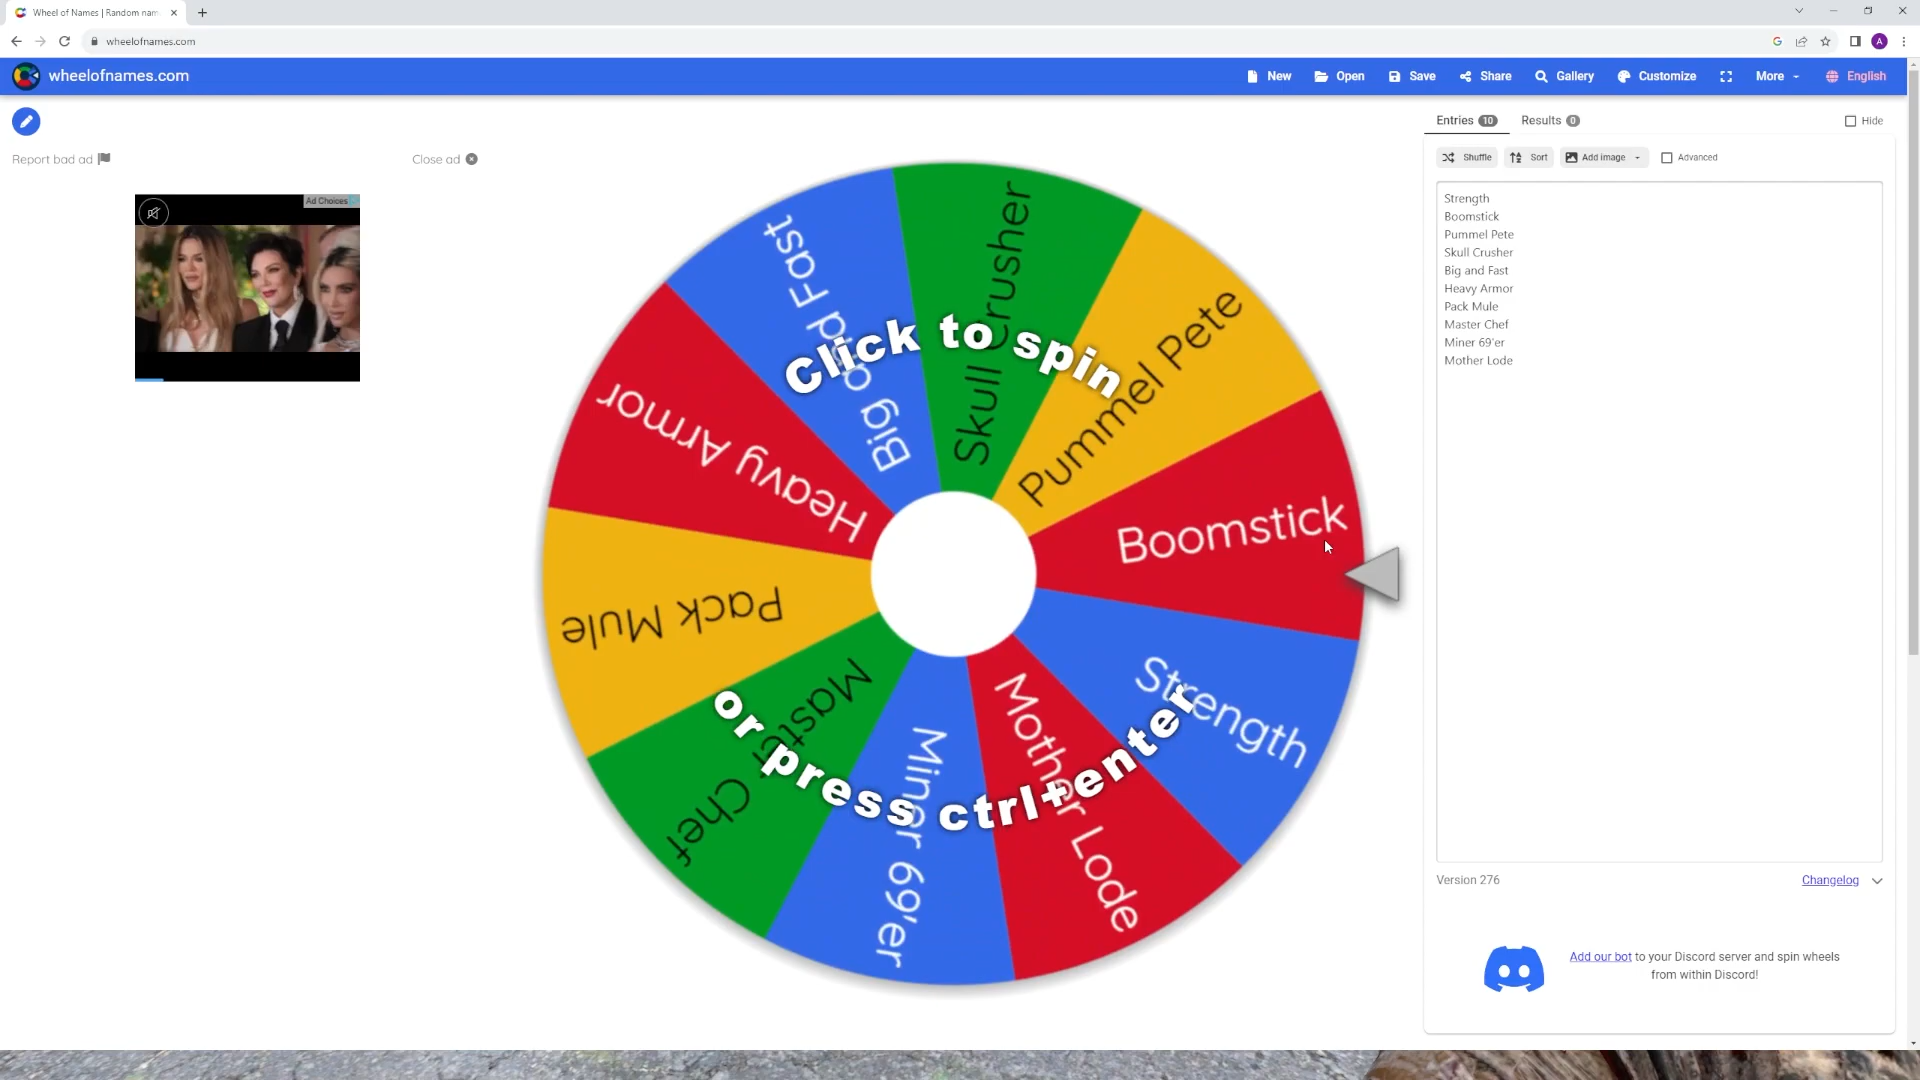 Wheel of Names | Random nam
wheelofnames.com
wheelofnames.com
New
Open
Save
Share
Gallery
Customize
More
English
Report bad ad
Close ad
Ad Choices
Click to spin
or press ctrl+enter
Skull Crusher
Pummel Pete
Boomstick
Strength
Mother Lode
Miner 69'er
Master Chef
Pack Mule
Heavy Armor
Big and Fast
Entries 10
Results 0
Hide
Shuffle
Sort
Add image
Advanced
Strength
Boomstick
Pummel Pete
Skull Crusher
Big and Fast
Heavy Armor
Pack Mule
Master Chef
Miner 69'er
Mother Lode
Version 276
Changelog
Add our bot to your Discord server and spin wheels
from within Discord!
A